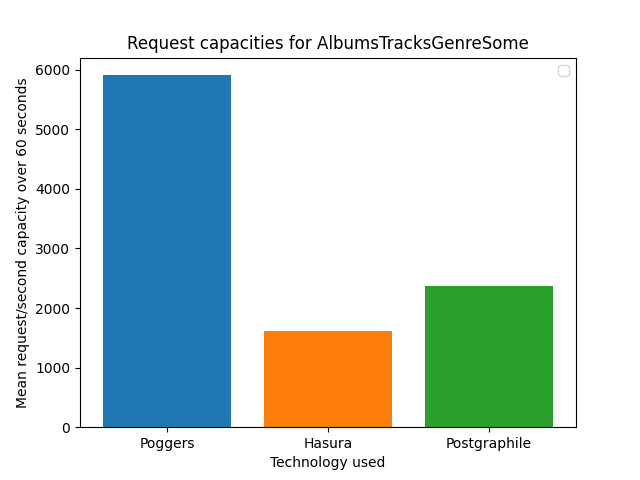 Request capacities for AlbumsTracksGenreSome
Mean request/second capacity over 60 seconds
6000
5000
4000
3000
2000
1000
0
Poggers Hasura Postgraphile
Technology used